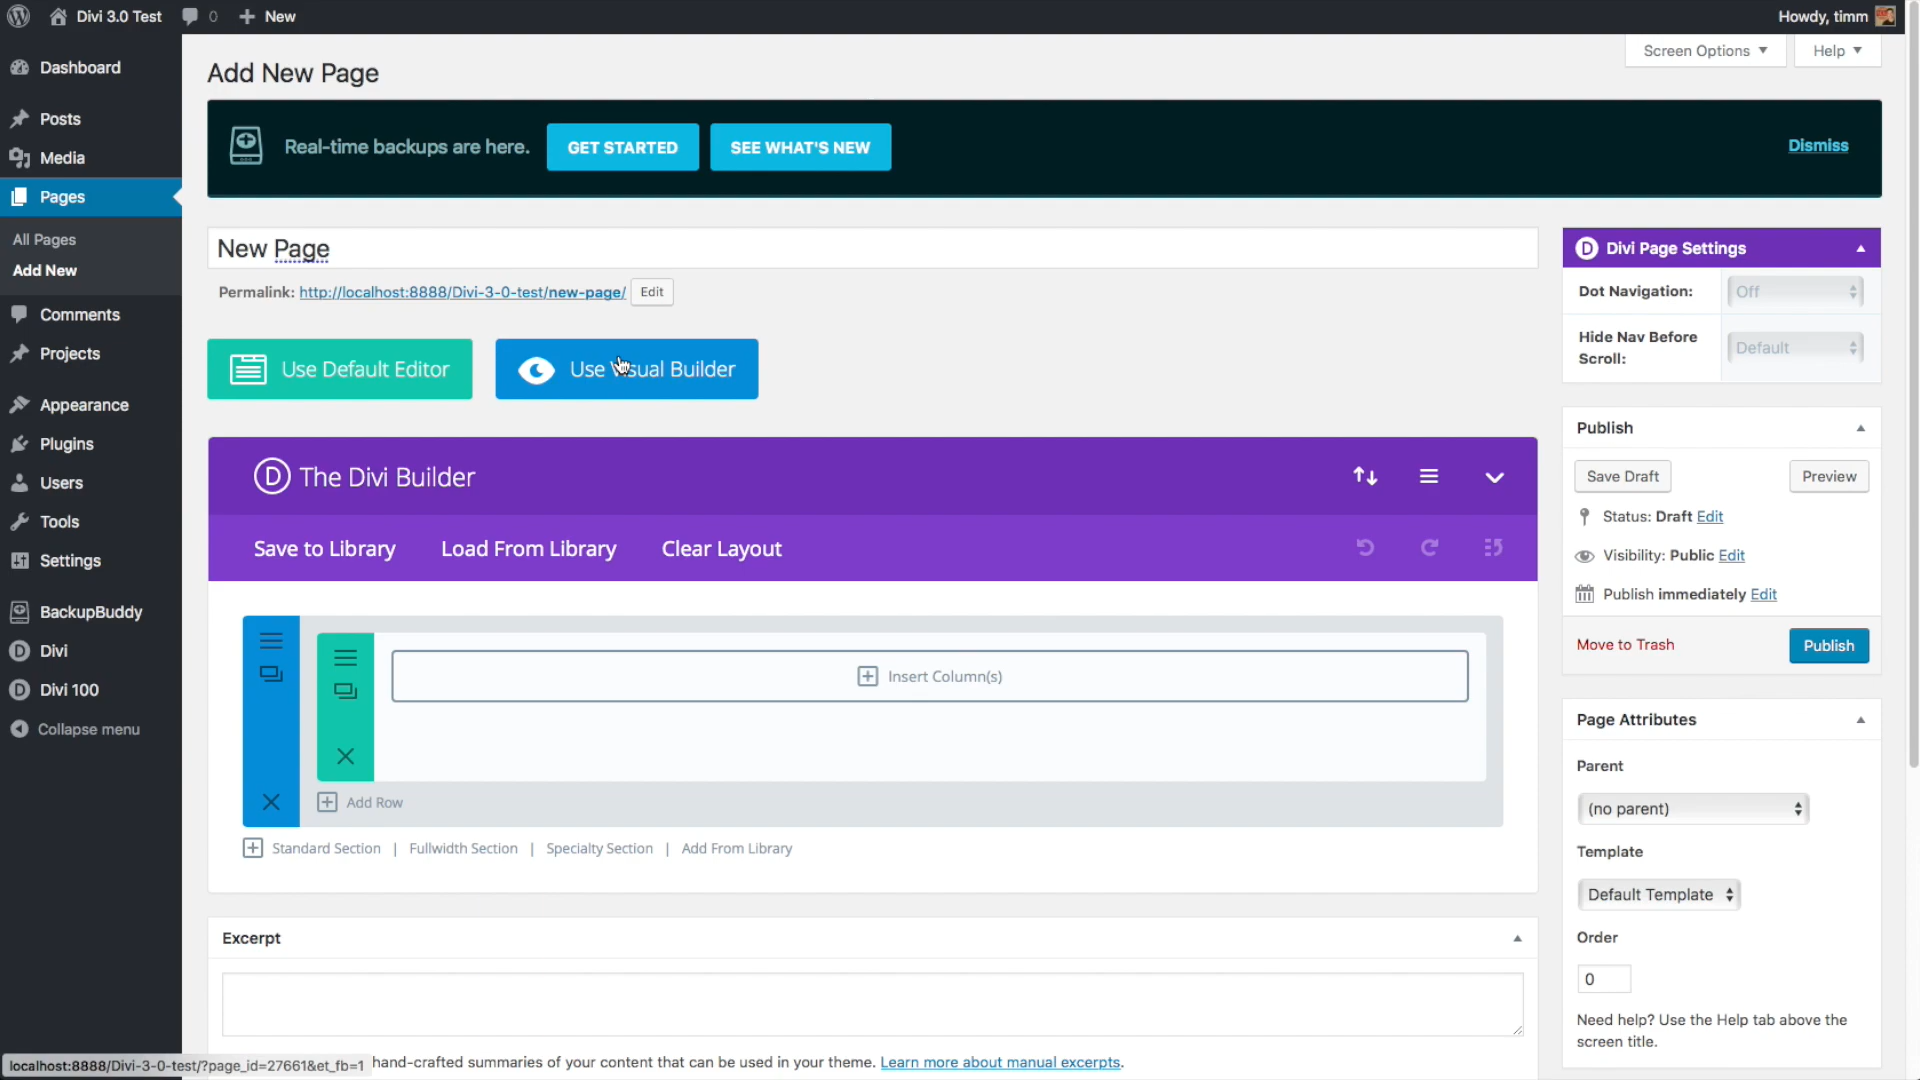 Divi 3.0 Test 0 New Howdy, timm
Screen Options Help
Dashboard
Posts
Media
Pages
All Pages
Add New
Comments
Projects
Appearance
Plugins
Users
Tools
Settings
BackupBuddy
Divi
Divi 100
Collapse menu
Add New Page
Real-time backups are here. GET STARTED SEE WHAT'S NEW Dismiss
New Page
Permalink: http://localhost:8888/Divi-3-0-test/new-page/ Edit
Use Default Editor Use Visual Builder
The Divi Builder
Save to Library Load From Library Clear Layout
Insert Column(s)
Add Row
Standard Section | Fullwidth Section | Specialty Section | Add From Library
Excerpt
hand-crafted summaries of your content that can be used in your theme. Learn more about manual excerpts.
Divi Page Settings
Dot Navigation: Off
Hide Nav Before Default
Scroll:
Publish
Save Draft Preview
Status: Draft Edit
Visibility: Public Edit
Publish immediately Edit
Move to Trash Publish
Page Attributes
Parent
(no parent)
Template
Default Template
Order
0
Need help? Use the Help tab above the
screen title.
localhost:8888/Divi-3-0-test/?page_id=27661&et_fb=1